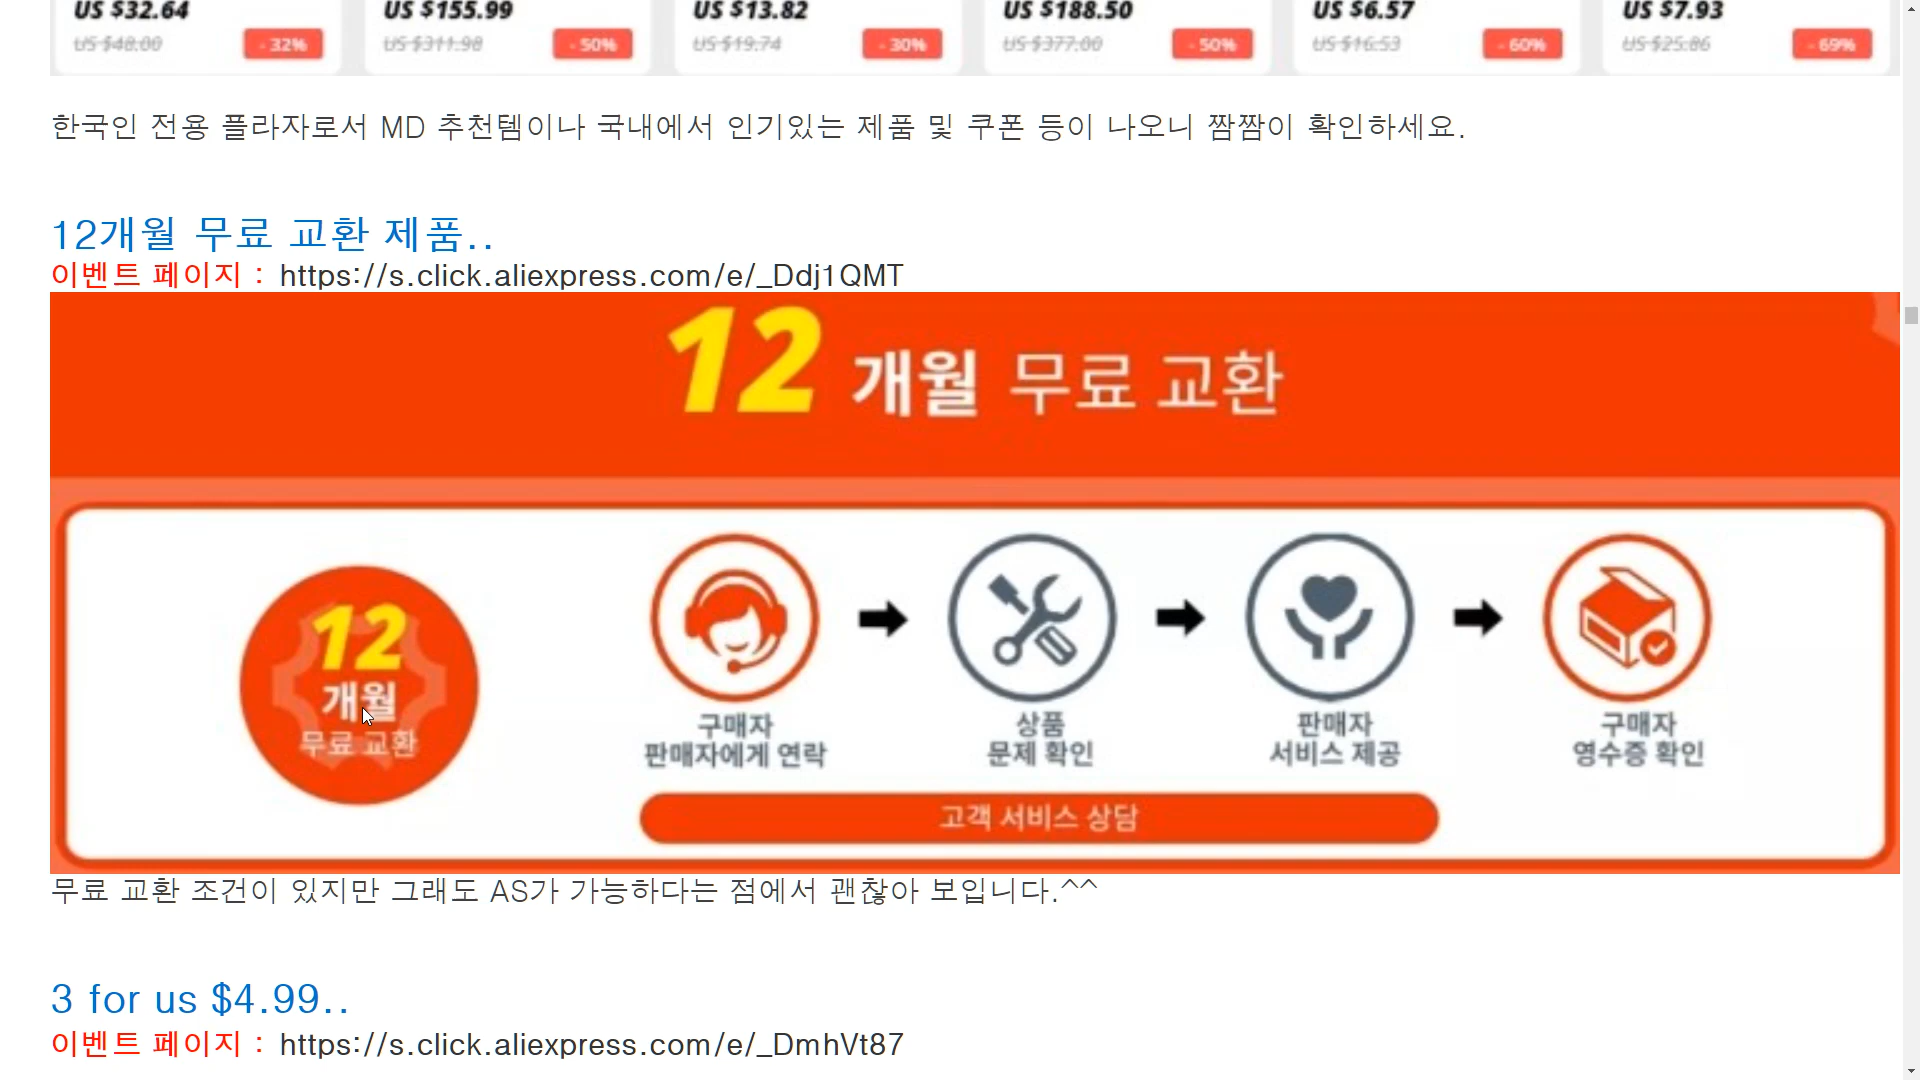 US $32.64 US $155.99 US $13.82 US $188.50 US $6.57 US $7.93
US $48.00 - 32% US $311.98 - 50% US $19.74 - 30% US $377.00 - 50% US $16.53 - 60% US $25.86 - 69%
한국인 전용 플라자로서 MD 추천템이나 국내에서 인기있는 제품 및 쿠폰 등이 나오니 짬짬이 확인하세요.
12개월 무료 교환 제품..
이벤트 페이지 : https://s.click.aliexpress.com/e/_Ddj1QMT
12 개월 무료 교환
12
개월
무료 교환
구매자
판매자에게 연락
상품
문제 확인
판매자
서비스 제공
구매자
영수증 확인
고객 서비스 상담
무료 교환 조건이 있지만 그래도 AS가 가능하다는 점에서 괜찮아 보입니다.^^
3 for us $4.99..
이벤트 페이지 : https://s.click.aliexpress.com/e/_DmhVt87